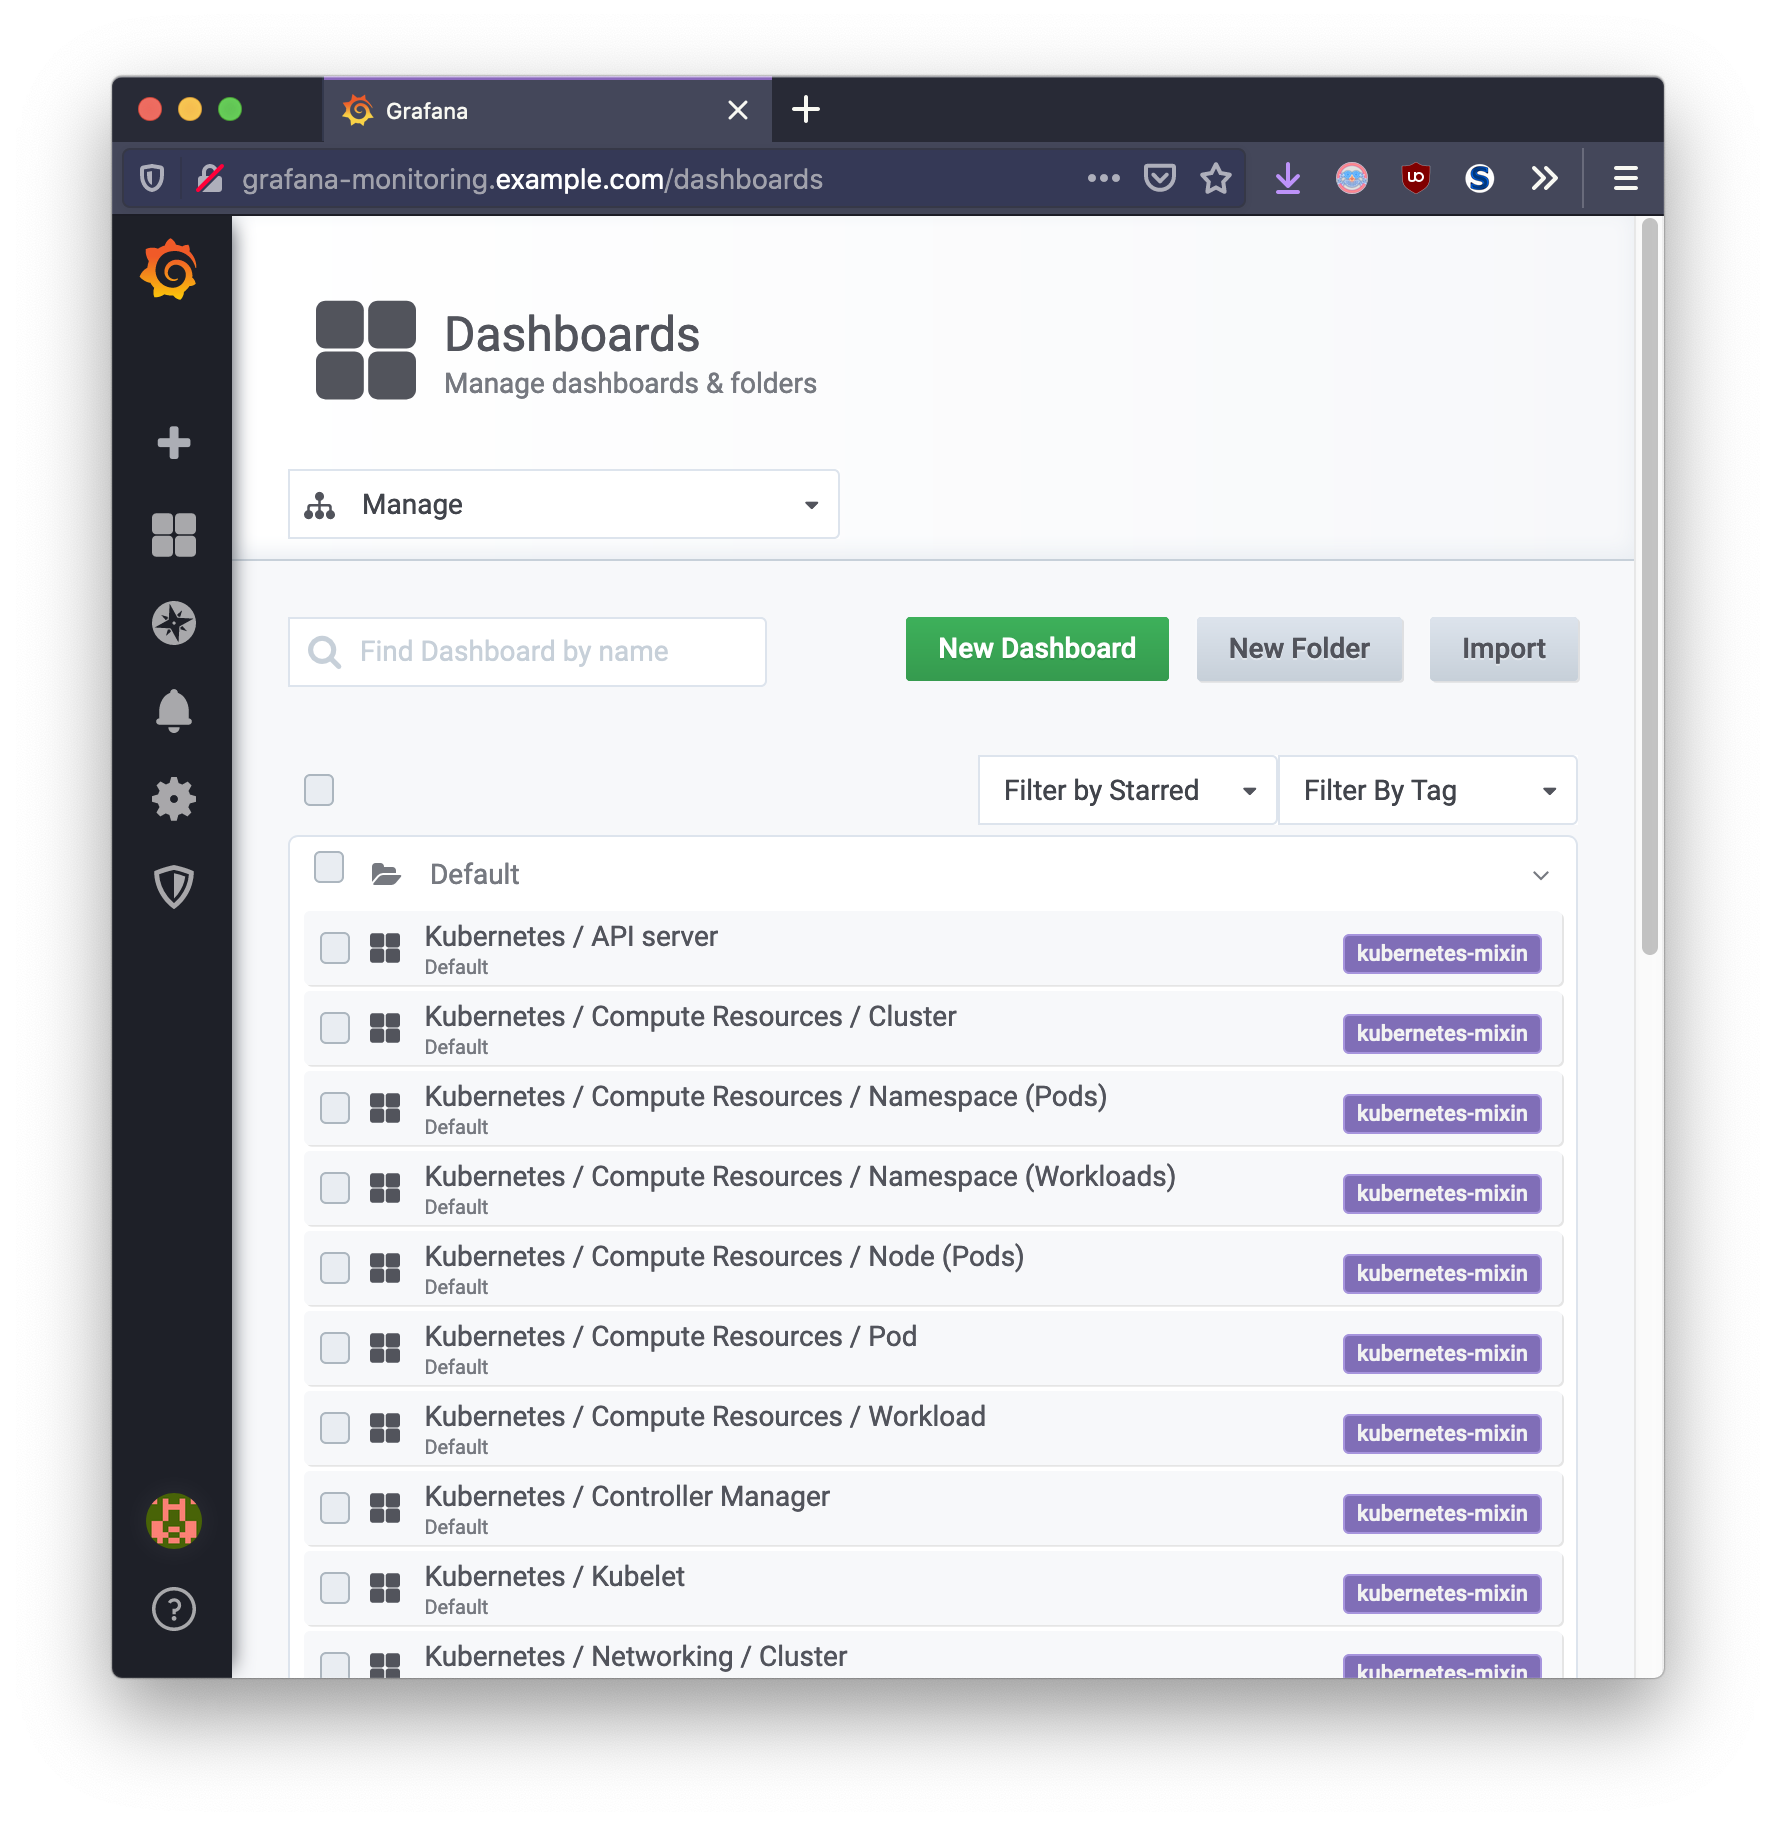 Grafana
grafana-monitoring.example.com/dashboards
Dashboards
Manage dashboards & folders
Manage
Find Dashboard by name
New Dashboard
New Folder
Import
Filter by Starred
Filter By Tag
Default
Kubernetes / API server
Default
kubernetes-mixin
Kubernetes / Compute Resources / Cluster
Default
kubernetes-mixin
Kubernetes / Compute Resources / Namespace (Pods)
Default
kubernetes-mixin
Kubernetes / Compute Resources / Namespace (Workloads)
Default
kubernetes-mixin
Kubernetes / Compute Resources / Node (Pods)
Default
kubernetes-mixin
Kubernetes / Compute Resources / Pod
Default
kubernetes-mixin
Kubernetes / Compute Resources / Workload
Default
kubernetes-mixin
Kubernetes / Controller Manager
Default
kubernetes-mixin
Kubernetes / Kubelet
Default
kubernetes-mixin
Kubernetes / Networking / Cluster
kubernetes-mixin